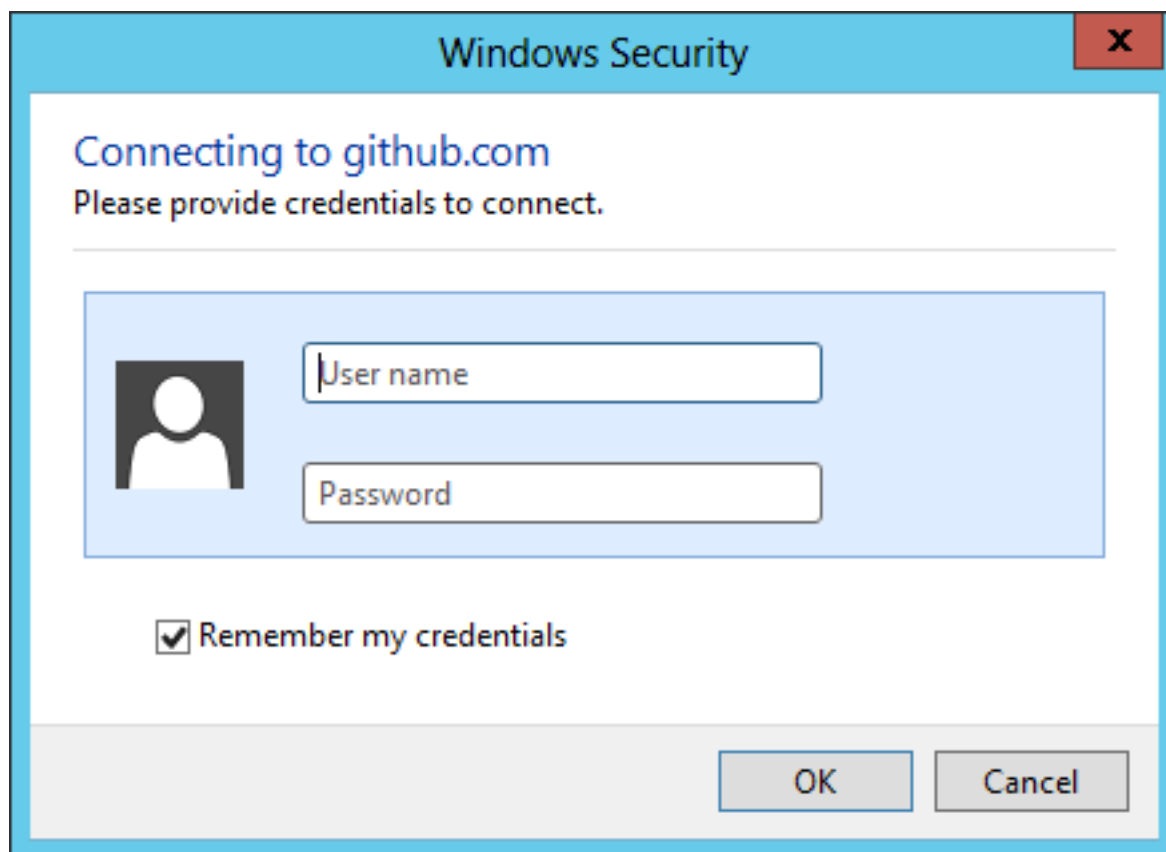 Windows Security
x
Connecting to github.com
Please provide credentials to connect.
User name
Password
Remember my credentials
OK
Cancel